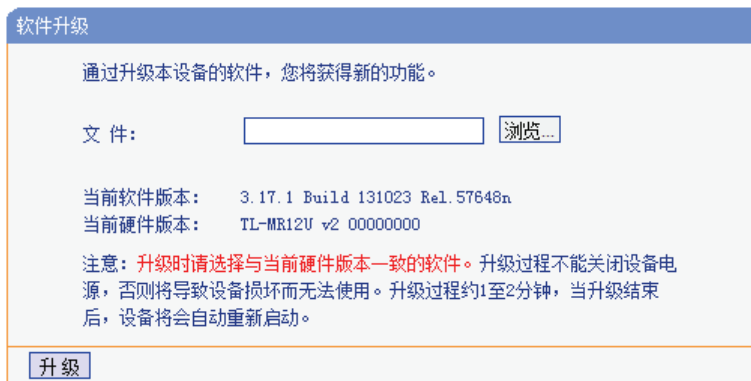 软件升级
通过升级本设备的软件，您将获得新的功能。
文 件：
浏览...
当前软件版本： 3.17.1 Build 131023 Rel.57648n
当前硬件版本： TL-MR12U v2 00000000
注意：升级时请选择与当前硬件版本一致的软件。升级过程不能关闭设备电
源，否则将导致设备损坏而无法使用。升级过程约1至2分钟，当升级结束
后，设备将会自动重新启动。
升 级